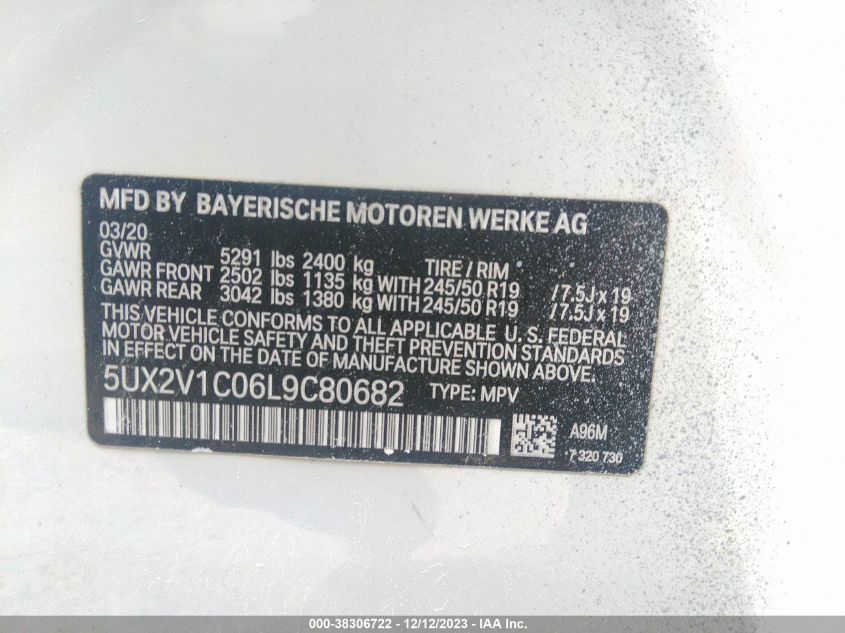 MFD BY BAYERISCHE MOTOREN WERKE AG
03/20
GVWR 5291 lbs 2400 kg TIRE / RIM
GAWR FRONT 2502 lbs 1135 kg WITH 245/50 R19 / 7.5J x 19
GAWR REAR 3042 lbs 1380 kg WITH 245/50 R19 / 7.5J x 19
THIS VEHICLE CONFORMS TO ALL APPLICABLE U. S. FEDERAL
MOTOR VEHICLE SAFETY AND THEFT PREVENTION STANDARDS
IN EFFECT ON THE DATE OF MANUFACTURE SHOWN ABOVE.
5UX2V1C06L9C80682 TYPE: MPV
A96M
7 320 730
000-38306722 - 12/12/2023 - IAA Inc.